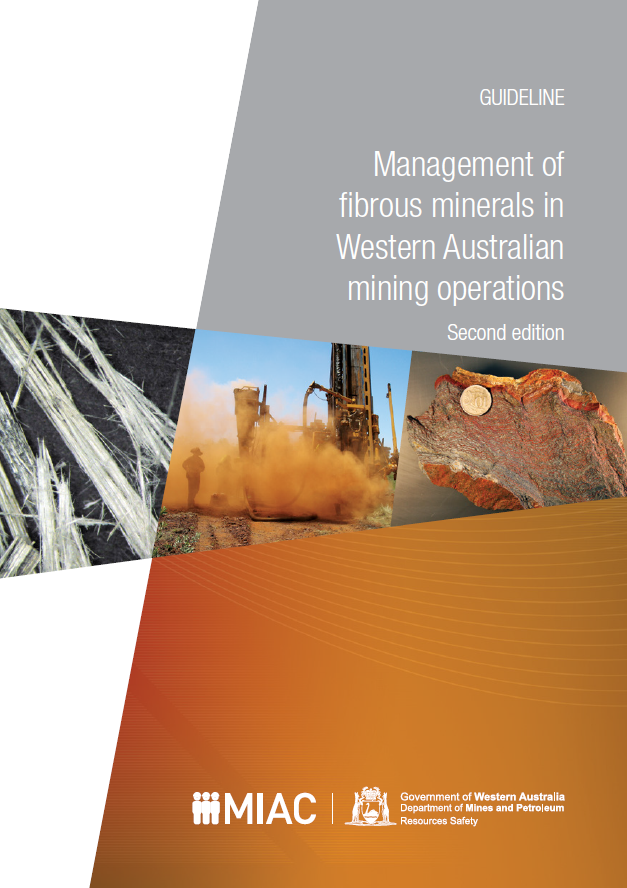 GUIDELINE
Management of
fibrous minerals in
Western Australian
mining operations
Second edition
MIAC
Government of Western Australia
Department of Mines and Petroleum
Resources Safety